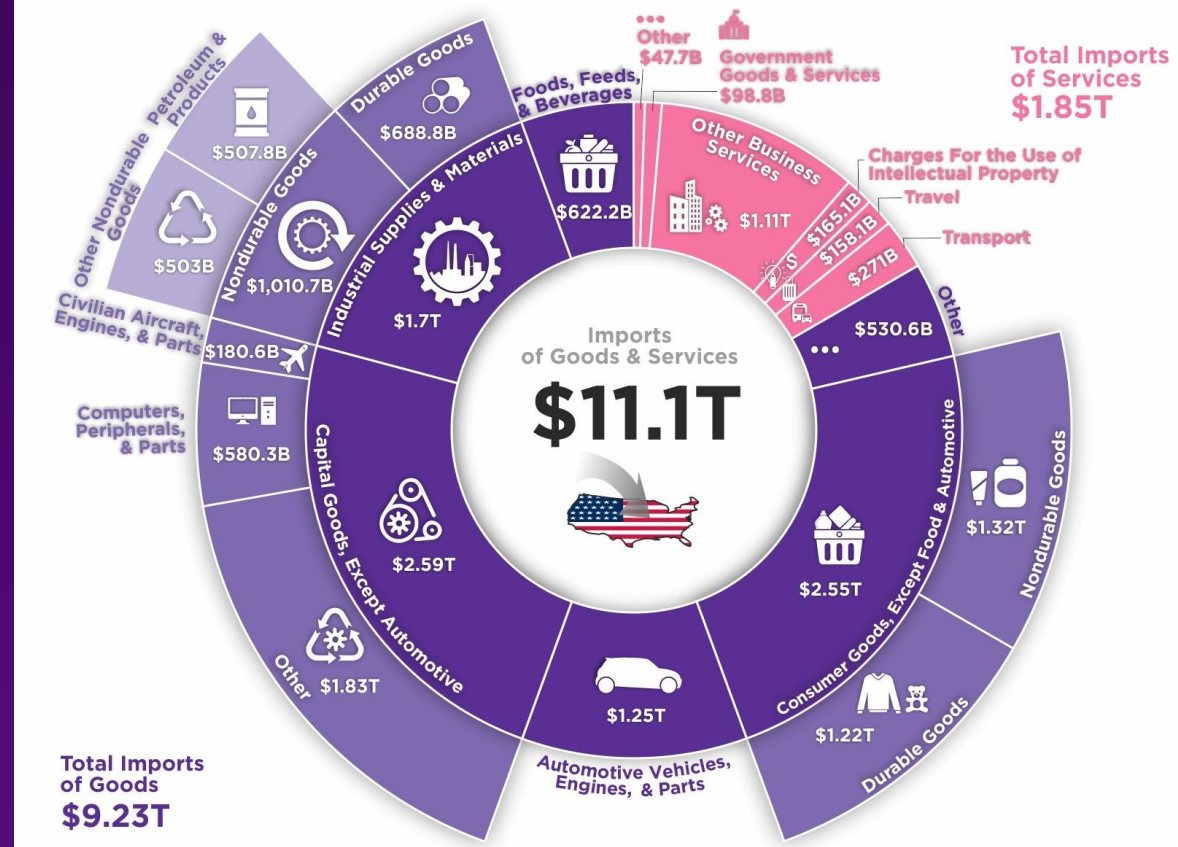 Other
$47.7B
Government
Goods & Services
$98.8B
Total Imports
of Services
$1.85T
Other Business
Services
$1.11T
Charges For the Use of
Intellectual Property
$165.1B
Travel
$158.1B
Transport
$271B
Other
$530.6B
Consumer Goods, Except Food & Automotive
$2.55T
Nondurable Goods
$1.32T
Durable Goods
$1.22T
Automotive Vehicles,
Engines, & Parts
$1.25T
Capital Goods, Except Automotive
$2.59T
Other
$1.83T
Computers,
Peripherals,
& Parts
$580.3B
Civilian Aircraft,
Engines, & Parts
$180.6B
Industrial Supplies & Materials
$1.7T
Nondurable Goods
$1,010.7B
Other Nondurable
Goods
$503B
Petroleum &
Products
$507.8B
Durable Goods
$688.8B
Foods, Feeds,
& Beverages
$622.2B
Imports
of Goods & Services
$11.1T
Total Imports
of Goods
$9.23T
$